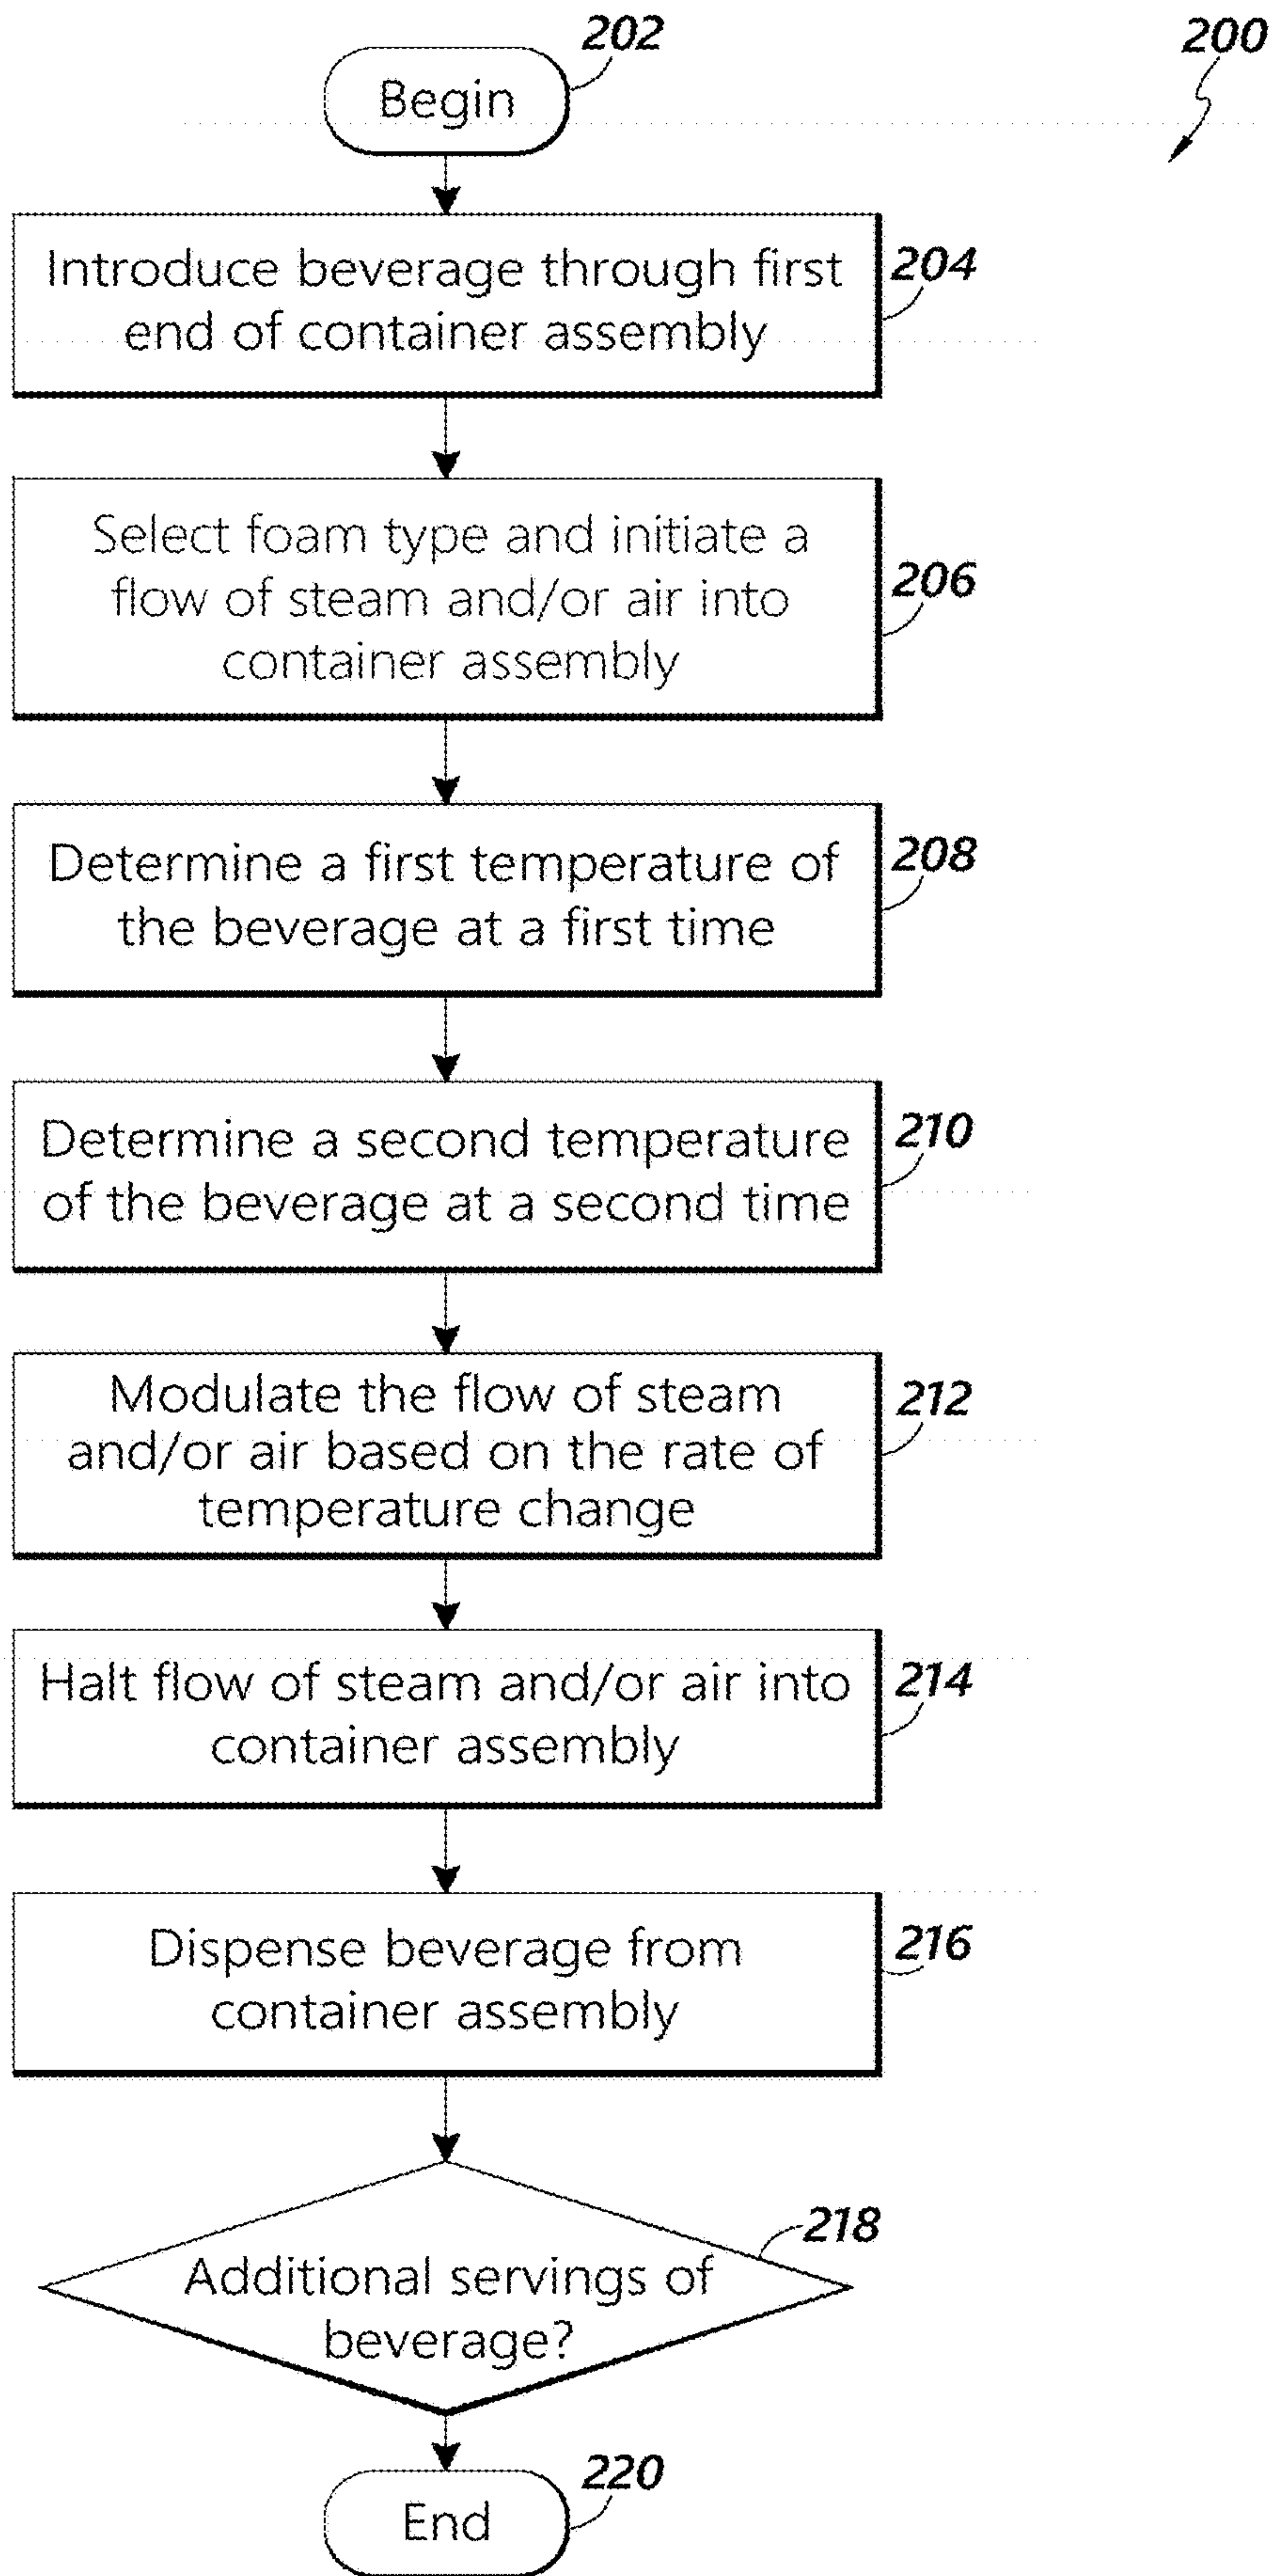 202
200
Begin
Introduce beverage through first
end of container assembly
204
Select foam type and initiate a
flow of steam and/or air into
container assembly
206
Determine a first temperature of
the beverage at a first time
208
Determine a second temperature
of the beverage at a second time
210
Modulate the flow of steam
and/or air based on the rate of
temperature change
212
Halt flow of steam and/or air into
container assembly
214
Dispense beverage from
container assembly
216
218
Additional servings of
beverage?
220
End